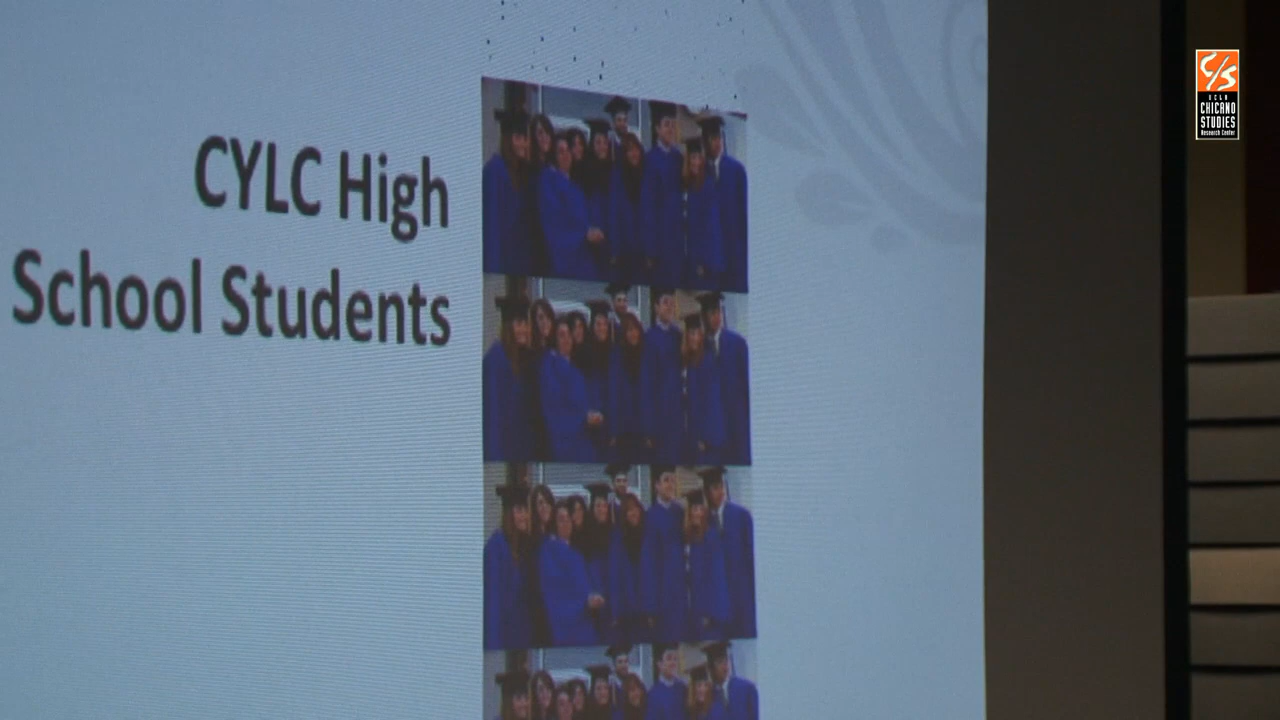 CYLC High
School Students
C/S
UCLA
CHICANO
STUDIES
Research Center